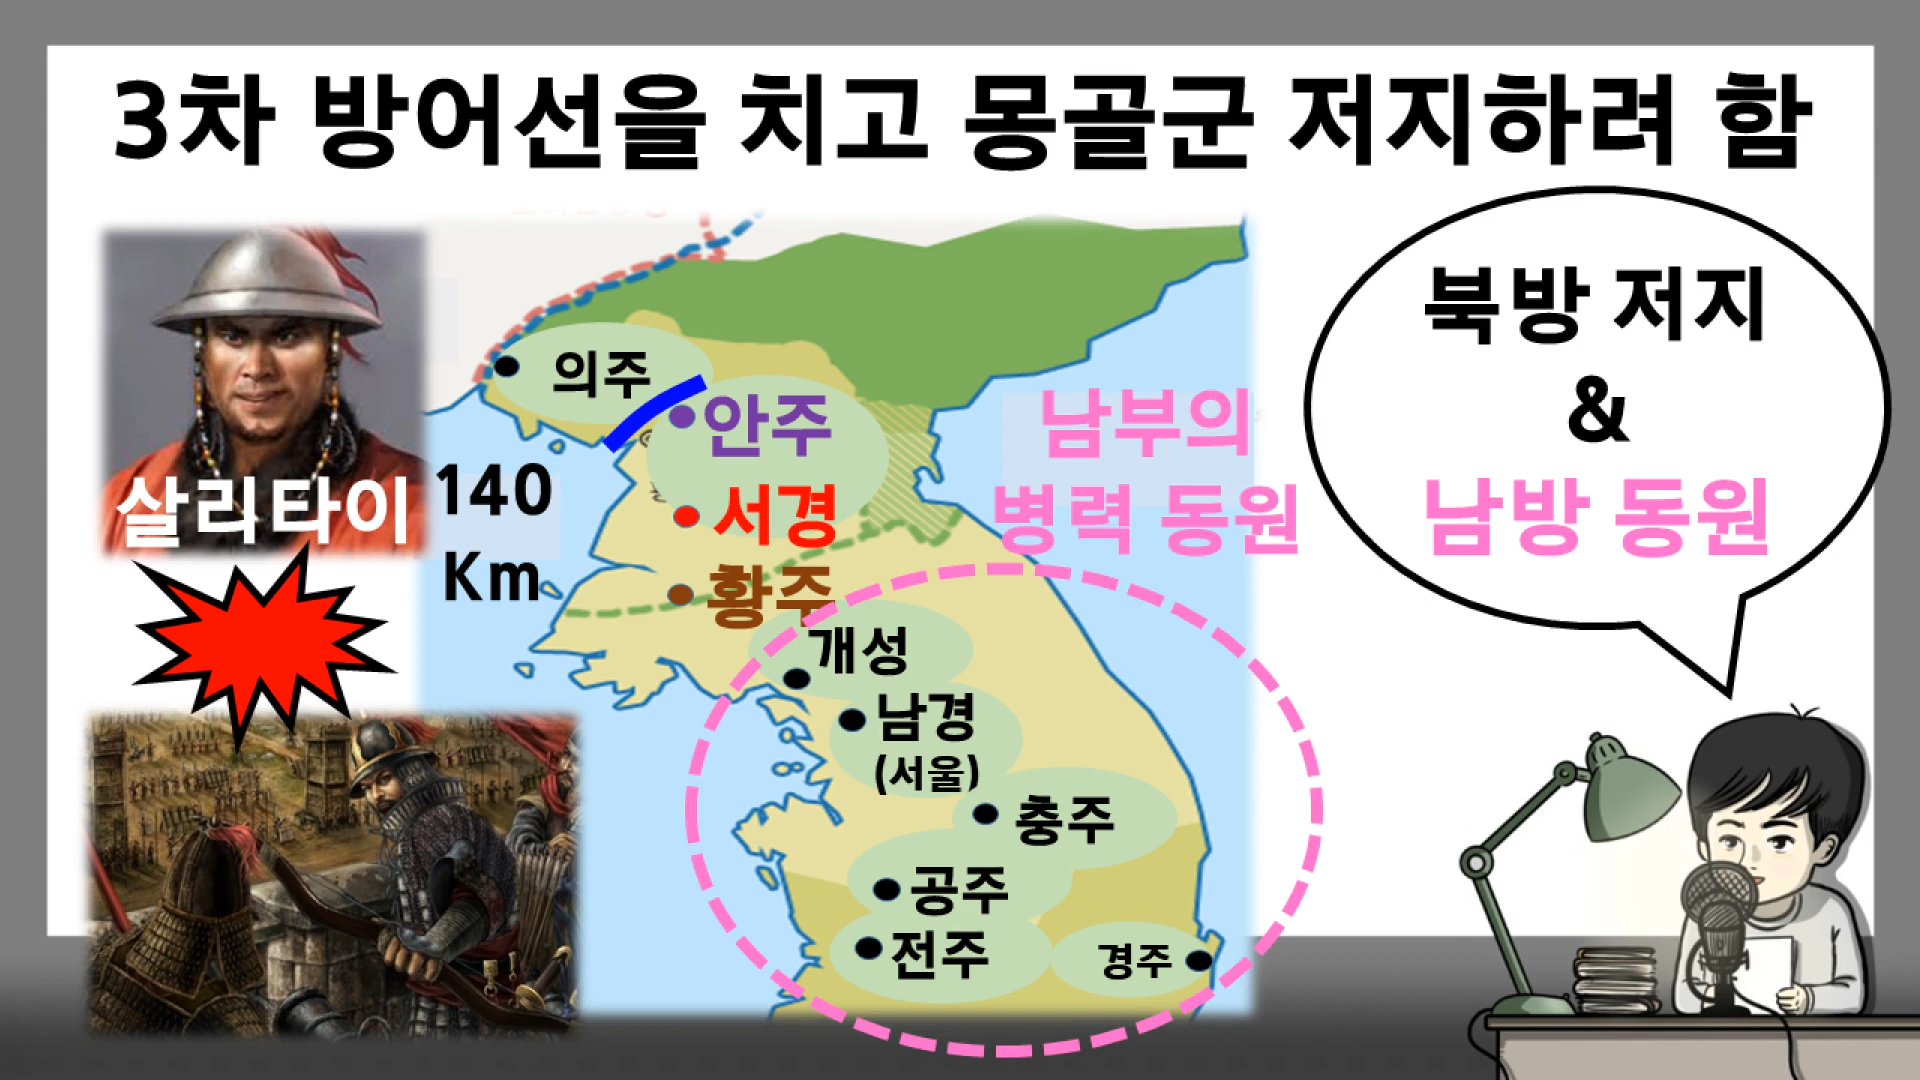 3차 방어선을 치고 몽골군 저지하려 함
살리타이
140
Km
의주
안주
서경
황주
개성
남경
(서울)
충주
공주
전주
경주
남부의
병력 동원
북방 저지
&
남방 동원